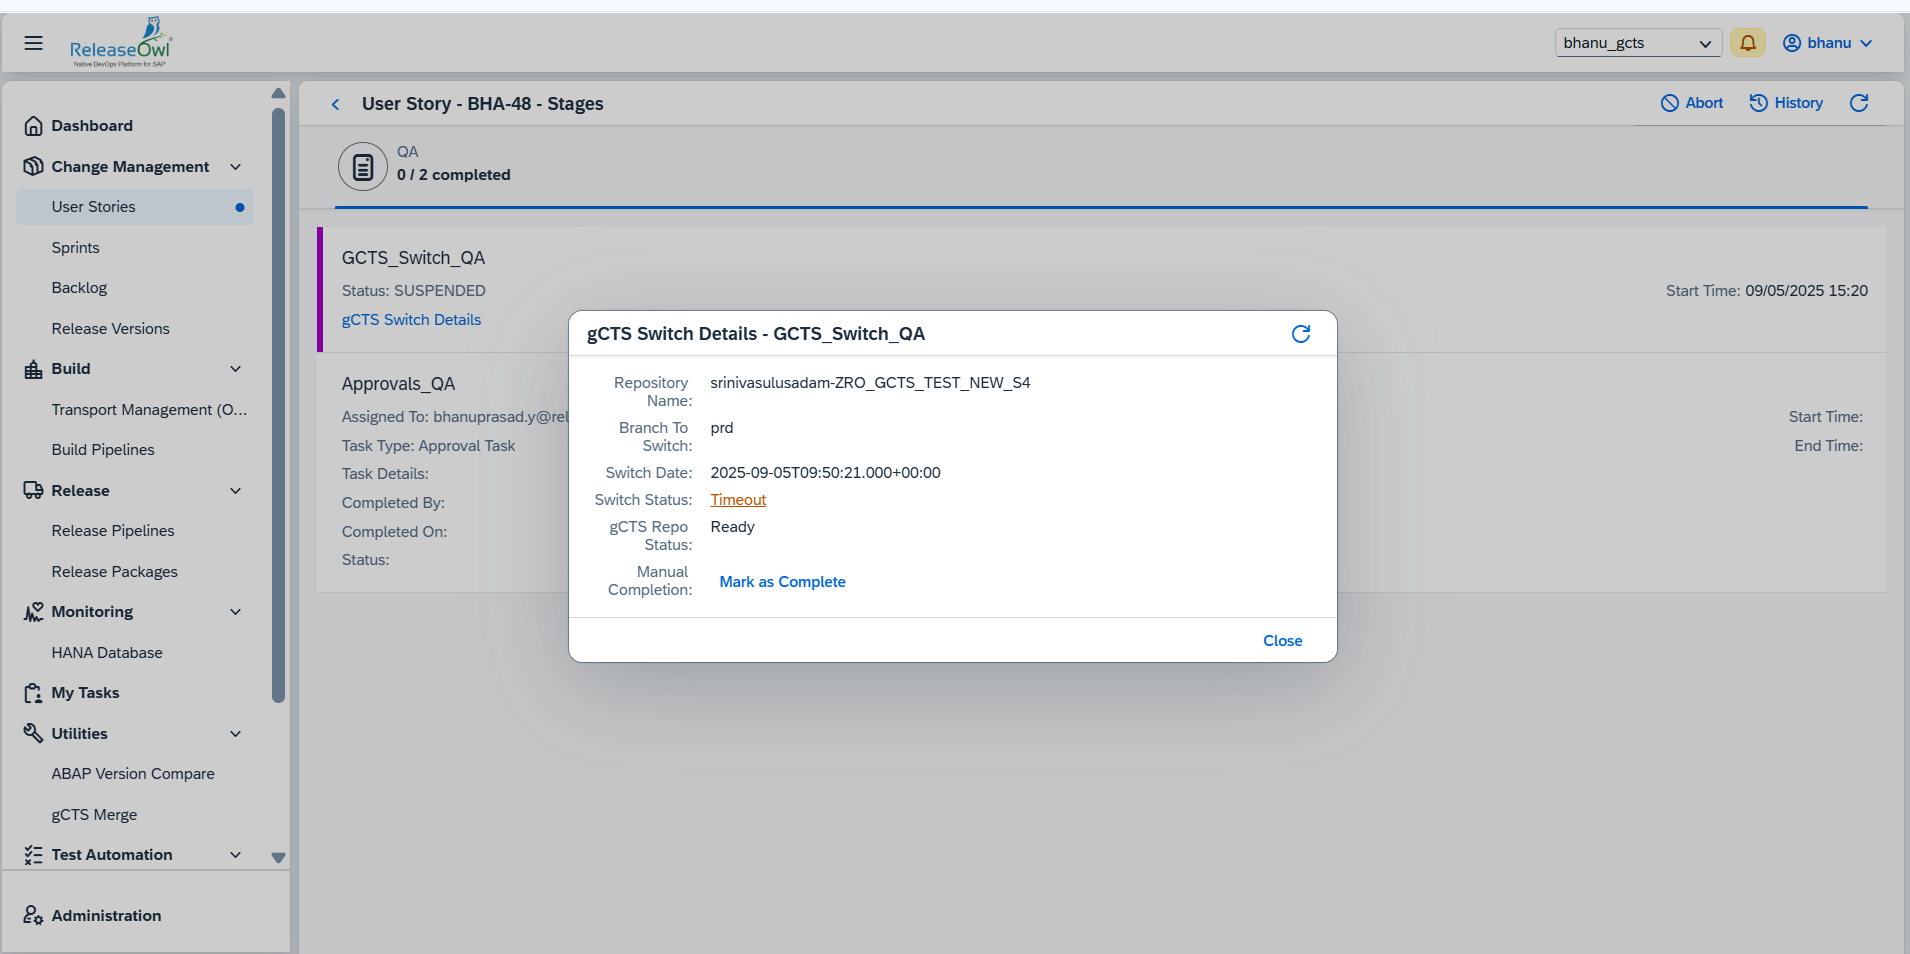 ReleaseOwl
Native DevOps Platform for SAP
bhanu_gcts
bhanu
Dashboard
Change Management
User Stories
Sprints
Backlog
Release Versions
Build
Transport Management (O...
Build Pipelines
Release
Release Pipelines
Release Packages
Monitoring
HANA Database
My Tasks
Utilities
ABAP Version Compare
gCTS Merge
Test Automation
Administration
User Story - BHA-48 - Stages
Abort
History
QA
0 / 2 completed
GCTS_Switch_QA
Status: SUSPENDED
Start Time: 09/05/2025 15:20
gCTS Switch Details
Approvals_QA
Assigned To: bhanuprasad.y@rel
Start Time:
Task Type: Approval Task
End Time:
Task Details:
Completed By:
Completed On:
Status:
gCTS Switch Details - GCTS_Switch_QA
Repository Name: srinivasulusadam-ZRO_GCTS_TEST_NEW_S4
Branch To Switch: prd
Switch Date: 2025-09-05T09:50:21.000+00:00
Switch Status: Timeout
gCTS Repo Status: Ready
Manual Completion: Mark as Complete
Close